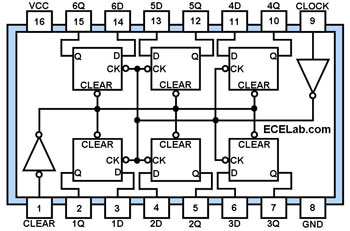 VCC 6Q 6D 5D 5Q 4D 4Q CLOCK
16 15 14 13 12 11 10 9
Q D D Q D Q
CK CK CK
CLEAR CLEAR CLEAR
ECELab.com
CLEAR CLEAR CLEAR
CK CK CK
Q D D Q D Q
1 2 3 4 5 6 7 8
CLEAR 1Q 1D 2D 2Q 3D 3Q GND